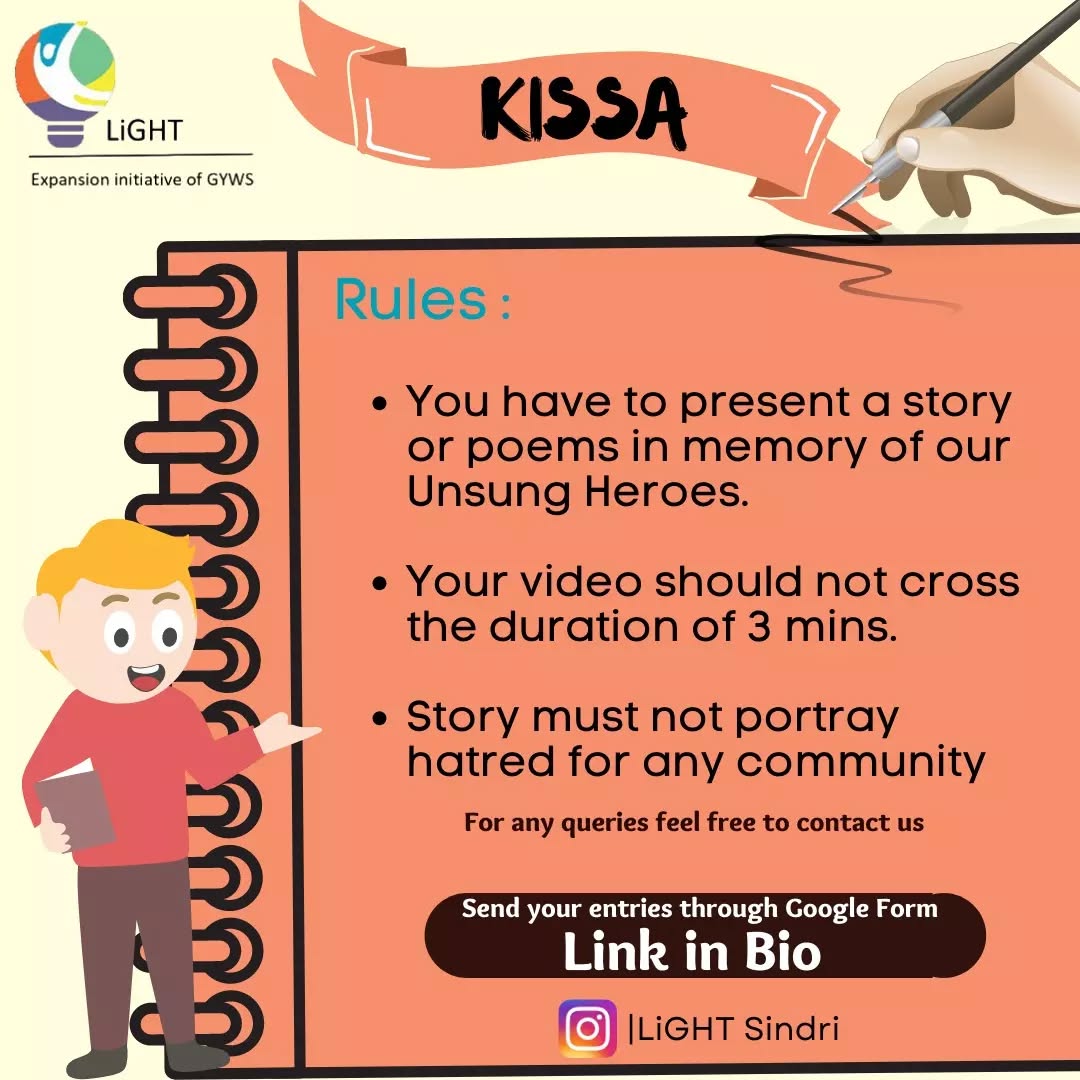 LiGHT
Expansion initiative of GYWS
KISSA
Rules :
• You have to present a story
or poems in memory of our
Unsung Heroes.
• Your video should not cross
the duration of 3 mins.
• Story must not portray
hatred for any community
For any queries feel free to contact us
Send your entries through Google Form
Link in Bio
|LiGHT Sindri